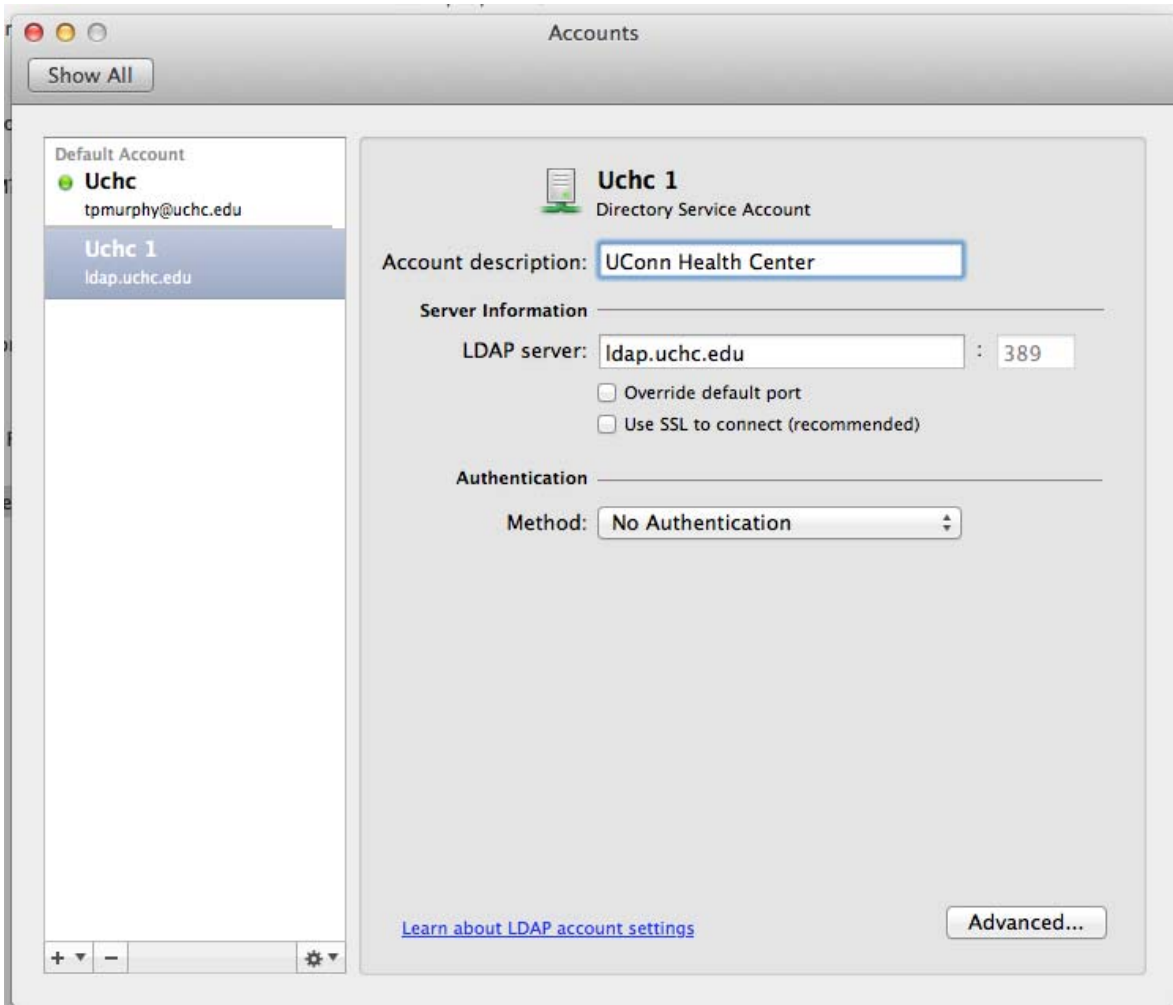 Accounts
Show All
Default Account
Uchc
tpmurphy@uchc.edu
Uchc 1
ldap.uchc.edu
Uchc 1
Directory Service Account
Account description: UConn Health Center
Server Information
LDAP server: ldap.uchc.edu : 389
Override default port
Use SSL to connect (recommended)
Authentication
Method: No Authentication
Learn about LDAP account settings
Advanced...